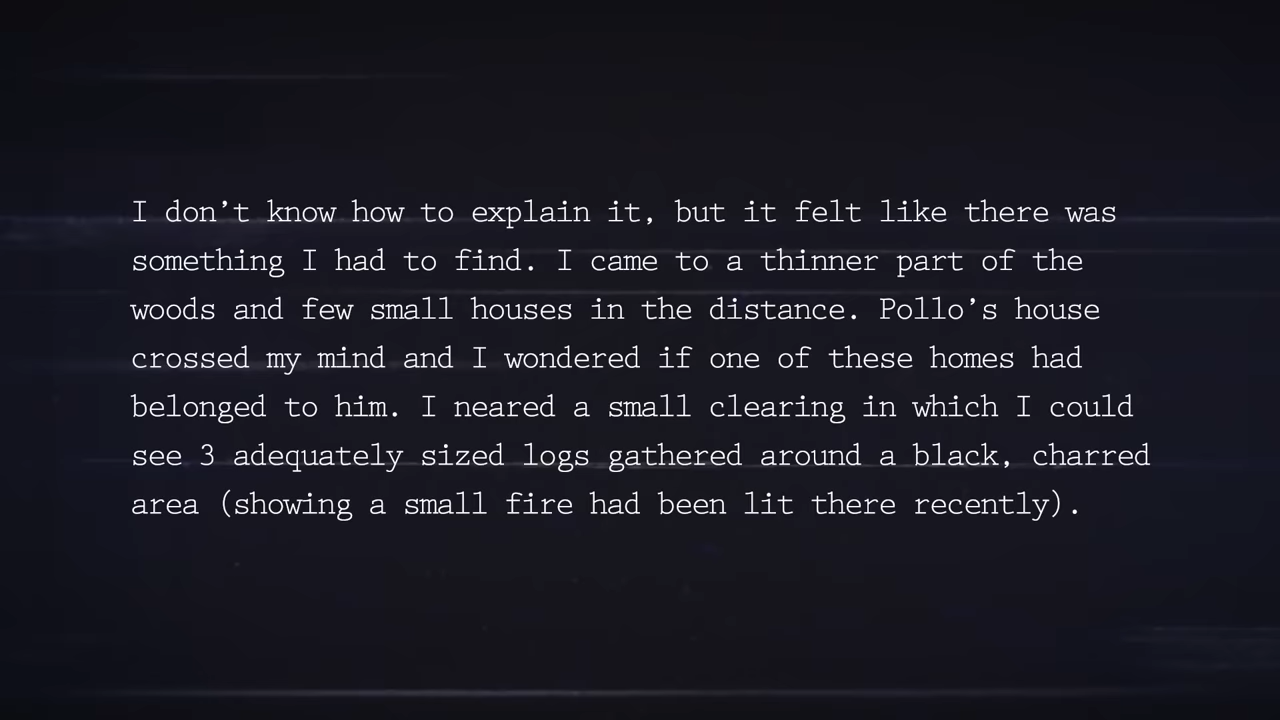 I don’t know how to explain it, but it felt like there was
something I had to find. I came to a thinner part of the
woods and few small houses in the distance. Pollo’s house
crossed my mind and I wondered if one of these homes had
belonged to him. I neared a small clearing in which I could
see 3 adequately sized logs gathered around a black, charred
area (showing a small fire had been lit there recently).